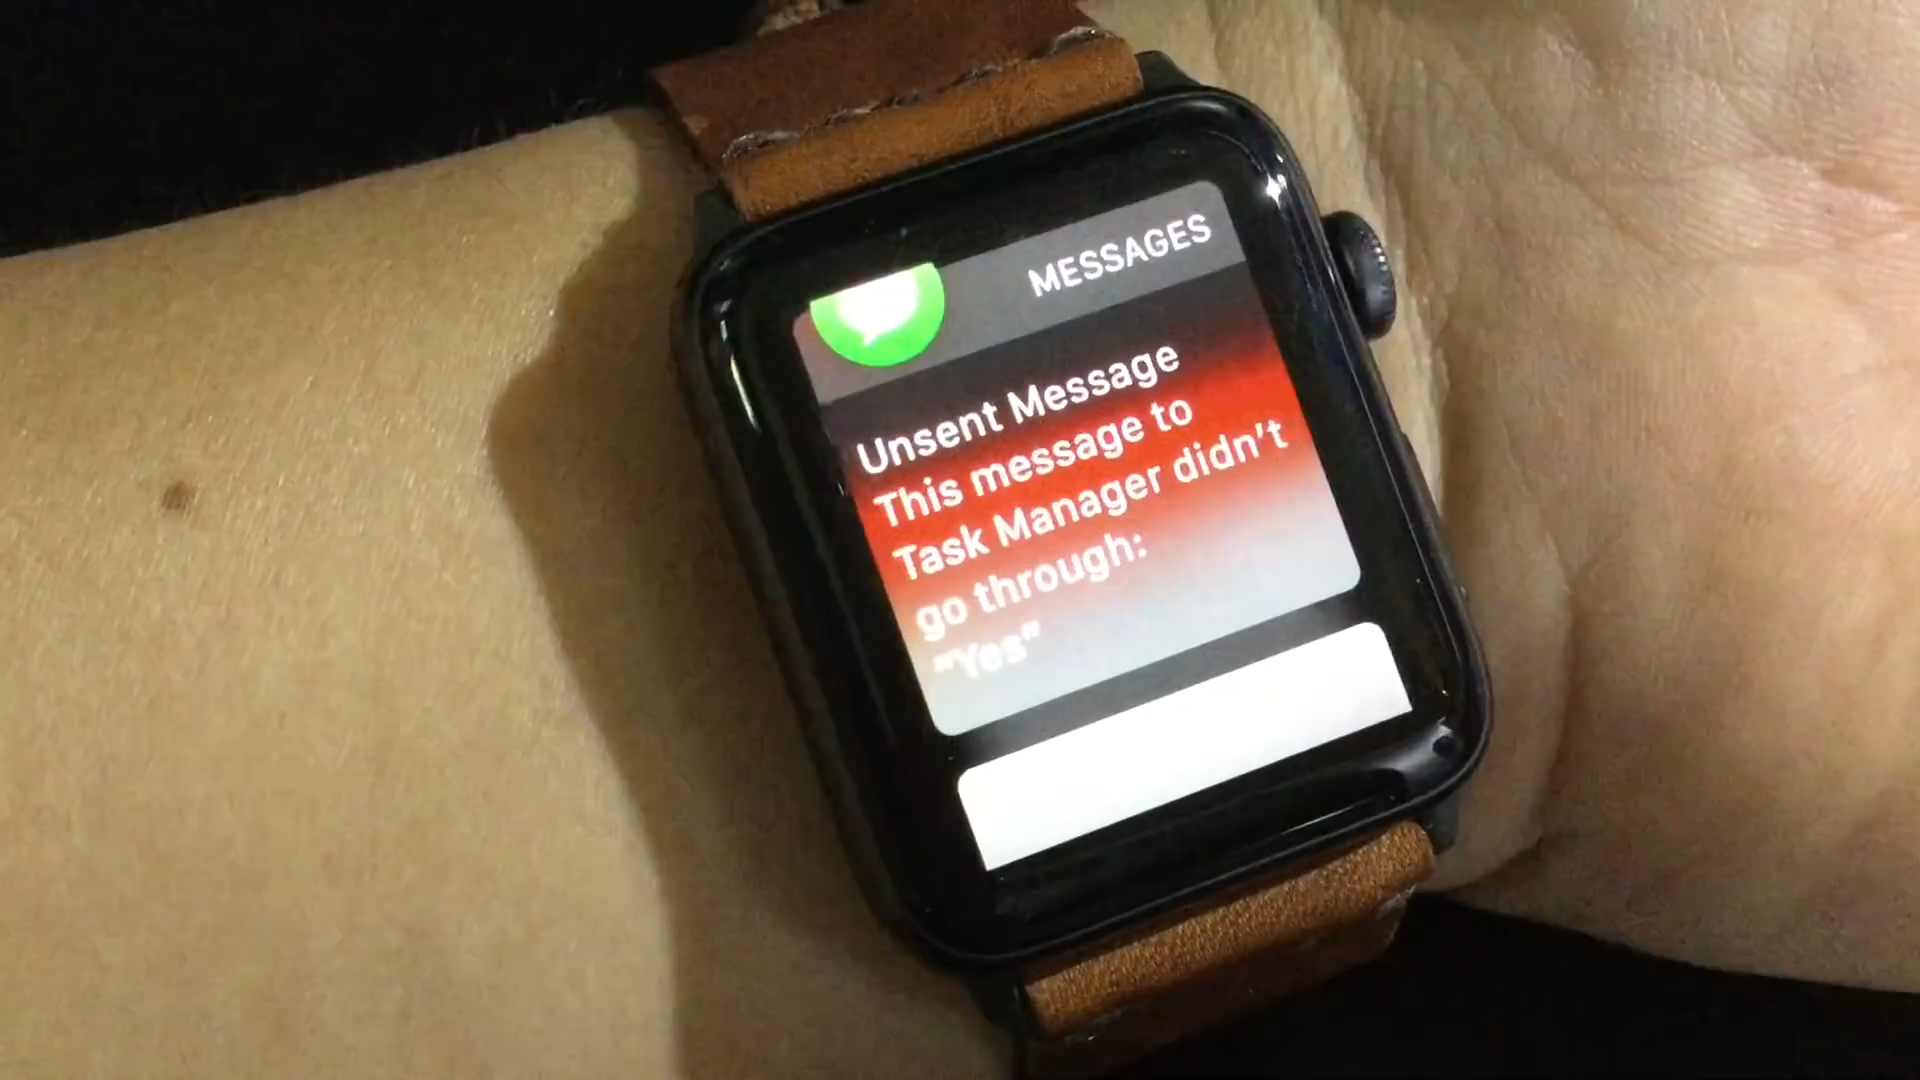 MESSAGES
Unsent Message
This message to
Task Manager didn't
go through:
"Yes"